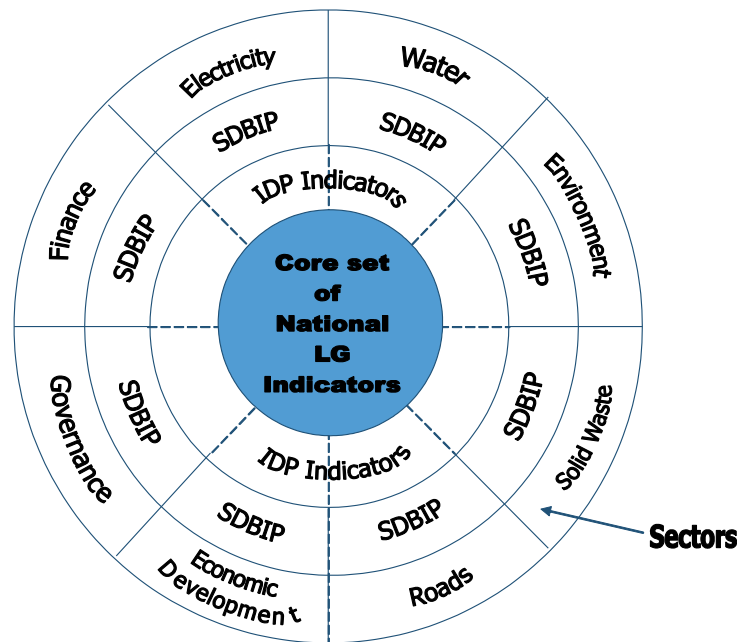 Electricity
Water
SDBIP
SDBIP
IDP Indicators
Finance
Environment
SDBIP
SDBIP
Core set
of
National
LG
Indicators
Governance
Solid Waste
SDBIP
SDBIP
IDP Indicators
SDBIP
SDBIP
Sectors
Economic
Development
Roads